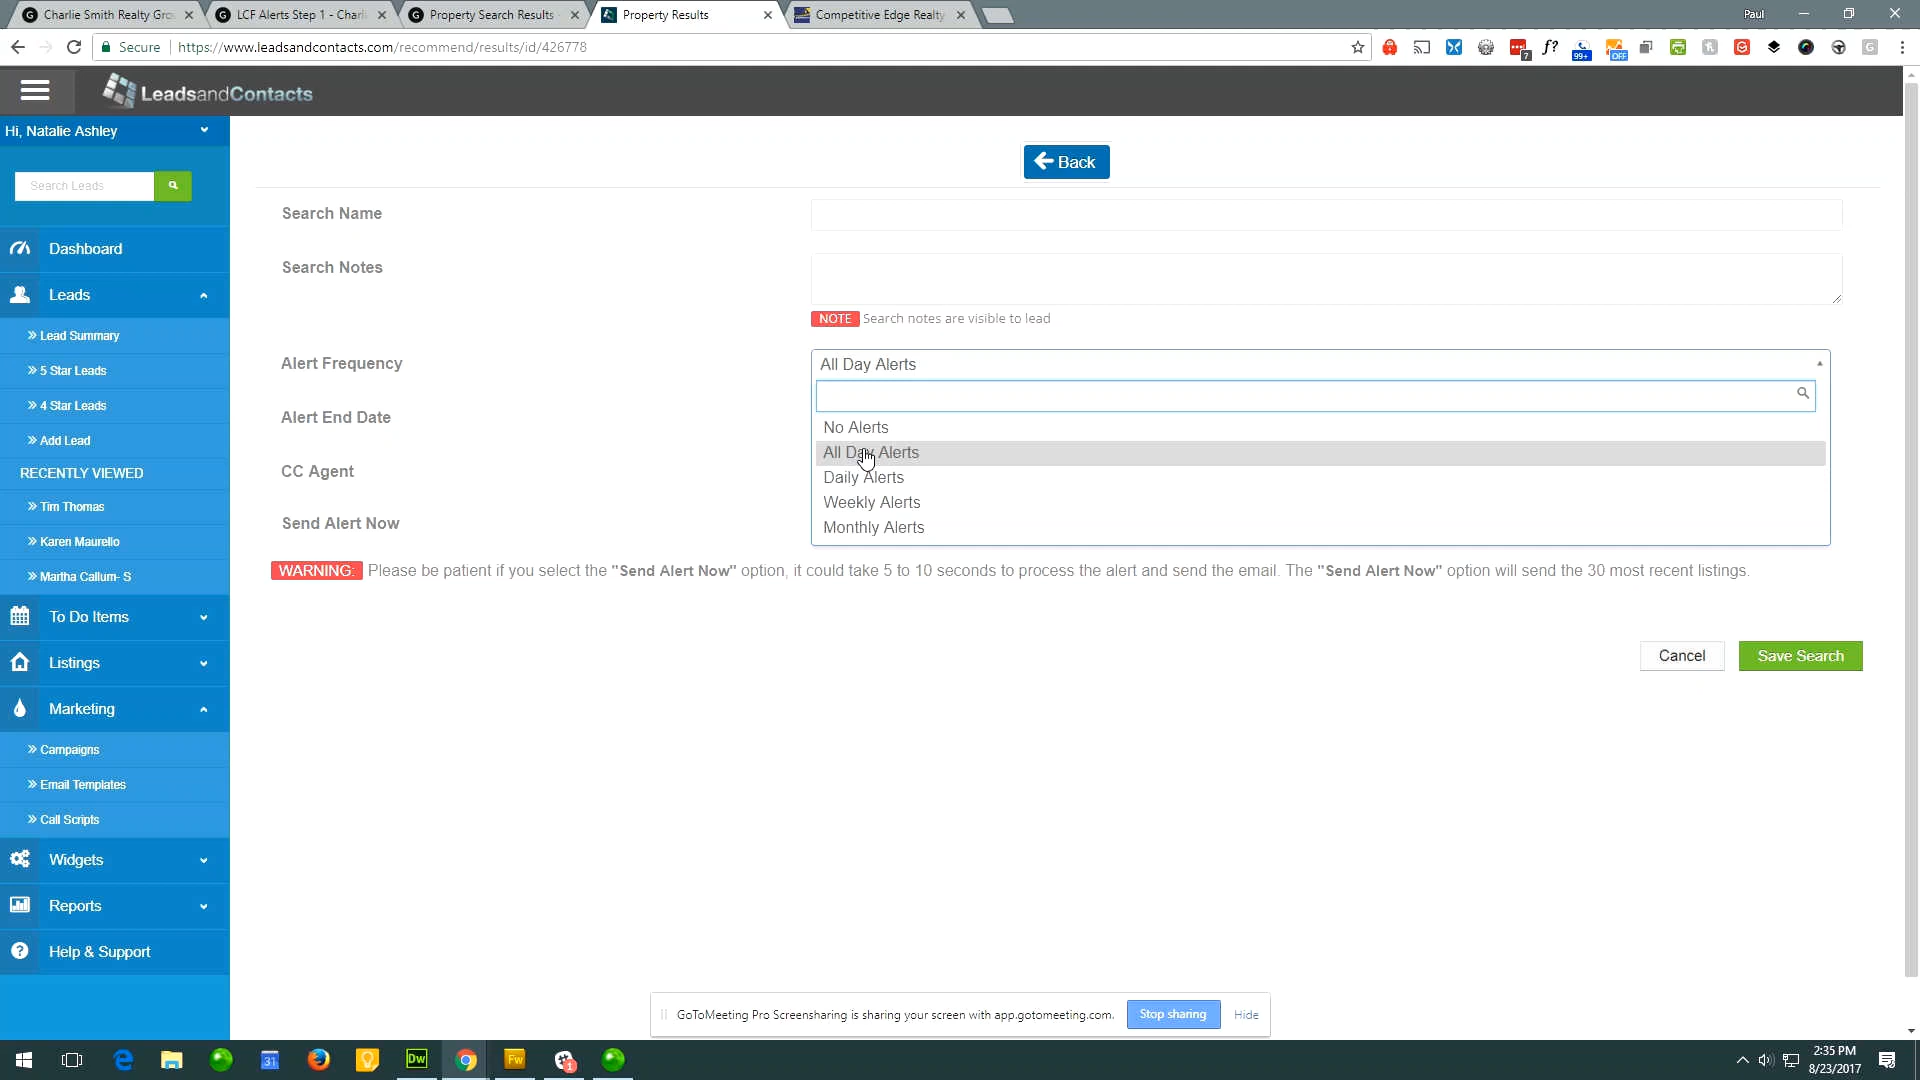 Charlie Smith Realty Gro
LCF Alerts Step 1 - Charli
Property Search Results
Property Results
Competitive Edge Realty
Paul
Secure
https://www.leadsandcontacts.com/recommend/results/id/426778
f?
7
99+
OFF
G
LeadsandContacts
Hi, Natalie Ashley
Search Leads
Dashboard
Leads
» Lead Summary
» 5 Star Leads
» 4 Star Leads
» Add Lead
RECENTLY VIEWED
» Tim Thomas
» Karen Maurello
» Martha Callum- S
To Do Items
Listings
Marketing
» Campaigns
» Email Templates
» Call Scripts
Widgets
Reports
Help & Support
Back
Search Name
Search Notes
NOTE Search notes are visible to lead
Alert Frequency
All Day Alerts
No Alerts
All Day Alerts
Daily Alerts
Weekly Alerts
Monthly Alerts
Alert End Date
CC Agent
Send Alert Now
WARNING: Please be patient if you select the "Send Alert Now" option, it could take 5 to 10 seconds to process the alert and send the email. The "Send Alert Now" option will send the 30 most recent listings.
Cancel
Save Search
GoToMeeting Pro Screensharing is sharing your screen with app.gotomeeting.com.
Stop sharing
Hide
31
Dw
Fw
1
2:35 PM
8/23/2017